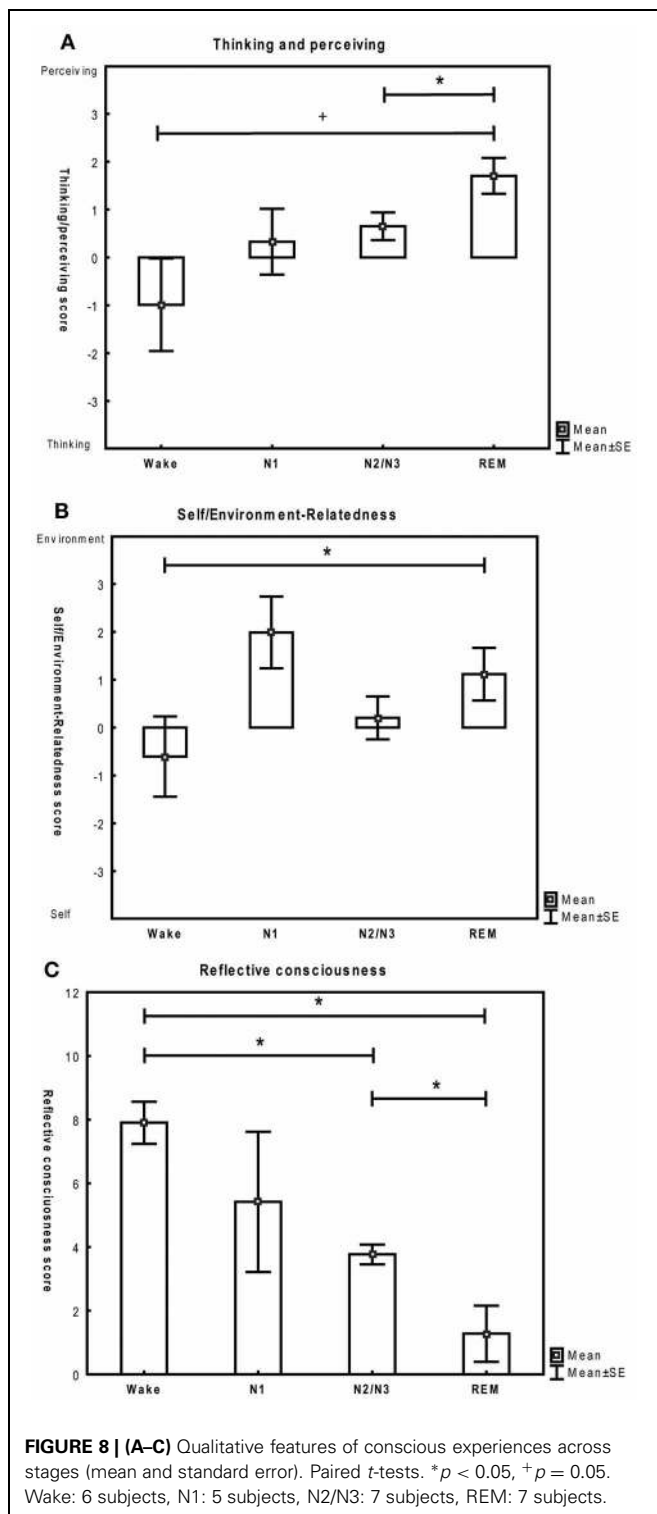 A Thinking and perceiving
Perceiving
3
*
+
2
1
0
-1
-2
-3
Thinking/perceiving score
Thinking
Wake N1 N2/N3 REM
Mean
Mean±SE
B Self/Environment-Relatedness
Environment
*
3
2
1
0
-1
-2
-3
Self/Environment-Relatedness score
Self
Wake N1 N2/N3 REM
Mean
Mean±SE
C Reflective consciousness
12
*
10
*
*
8
6
4
2
0
Reflective consciuosness score
Wake N1 N2/N3 REM
Mean
Mean±SE
FIGURE 8 | (A–C) Qualitative features of conscious experiences across
stages (mean and standard error). Paired t-tests. *p < 0.05, +p = 0.05.
Wake: 6 subjects, N1: 5 subjects, N2/N3: 7 subjects, REM: 7 subjects.